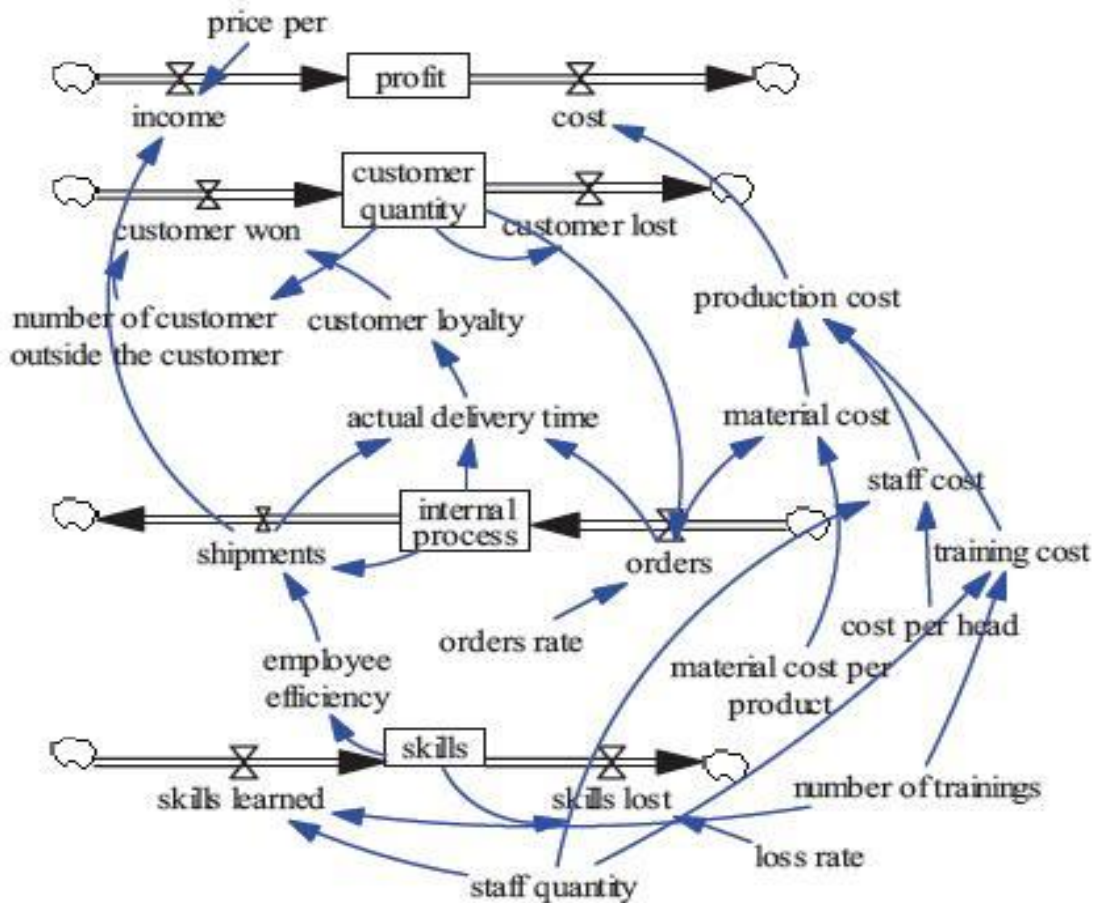 price per
profit
income
cost
customer
quantity
customer won
customer lost
production cost
number of customer
outside the customer
customer loyalty
actual delivery time
material cost
staff cost
internal
process
shipments
orders
training cost
cost per head
orders rate
employee
efficiency
material cost per
product
skills
skills learned
skills lost
number of trainings
loss rate
staff quantity